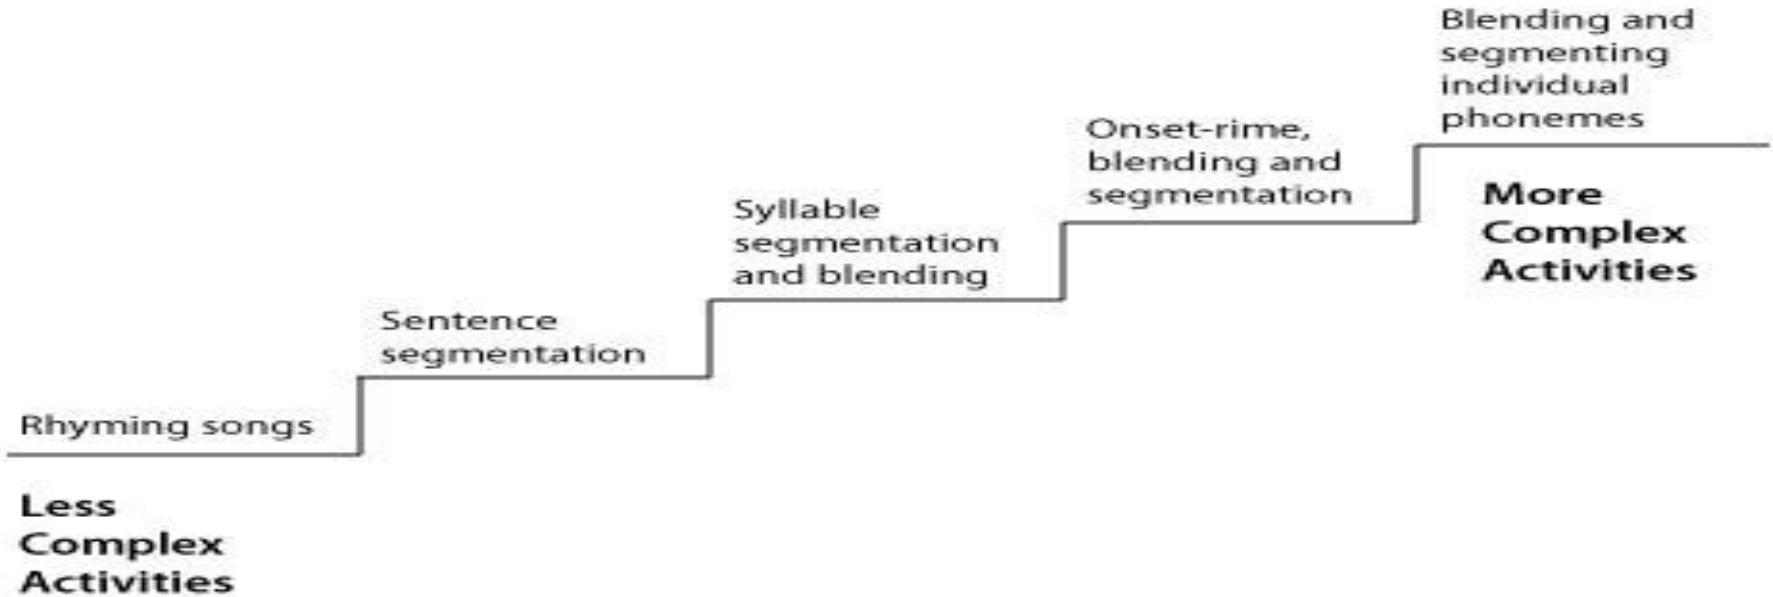 Rhyming songs
Less
Complex
Activities
Sentence
segmentation
Syllable
segmentation
and blending
Onset-rime,
blending and
segmentation
Blending and
segmenting
individual
phonemes
More
Complex
Activities